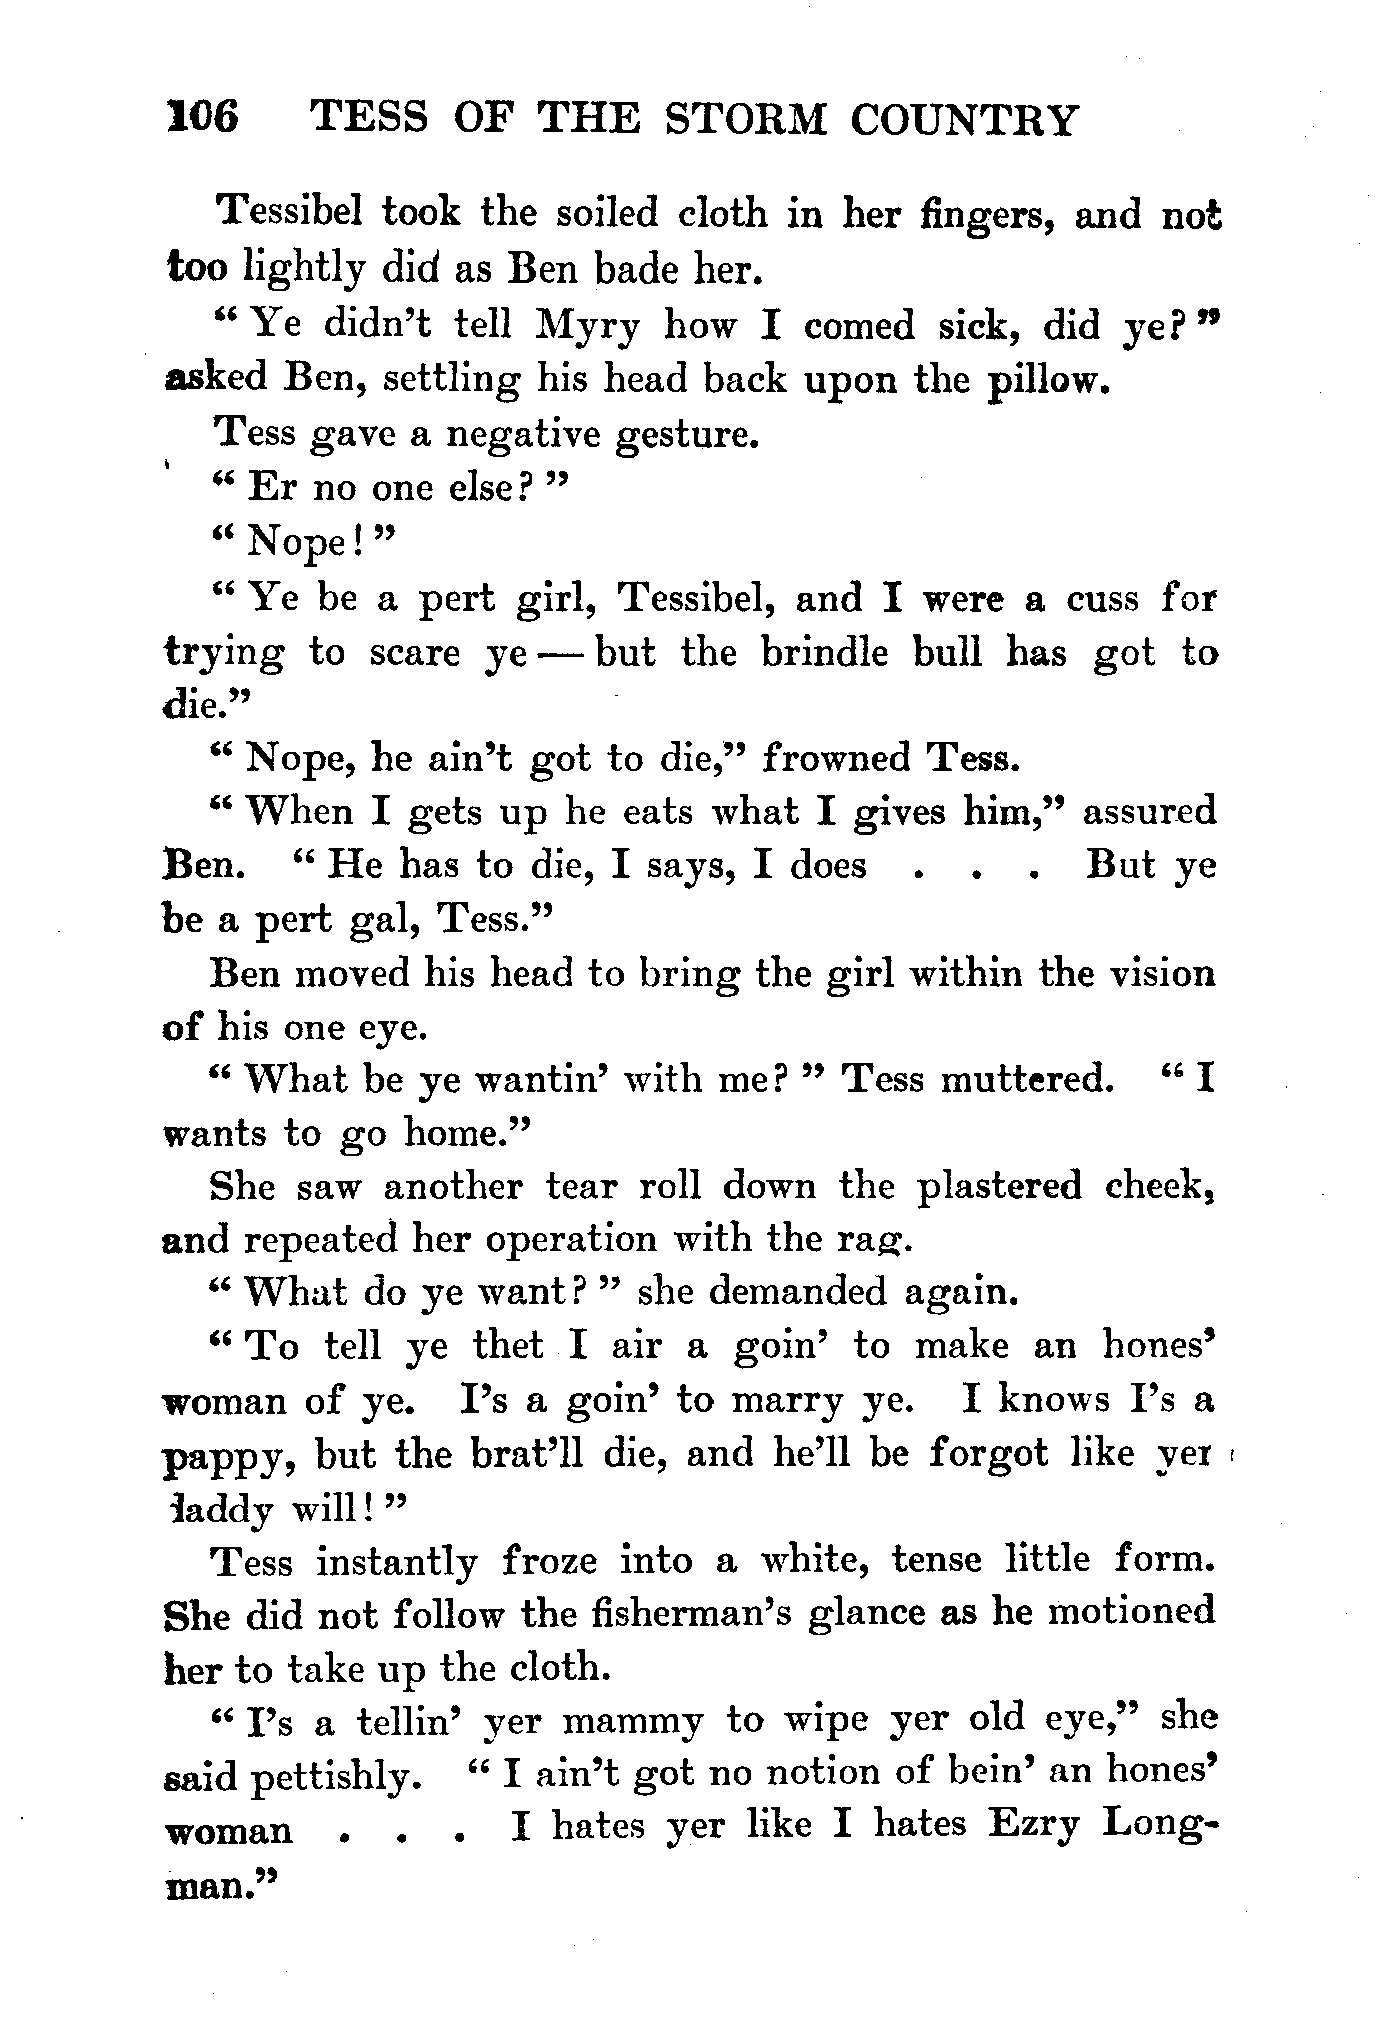 106 TESS OF THE STORM COUNTRY
Tessibel took the soiled cloth in her fingers, and not
too lightly did as Ben bade her.
“ Ye didn’t tell Myry how I comed sick, did ye? ”
asked Ben, settling his head back upon the pillow.
Tess gave a negative gesture.
“ Er no one else? ”
“ Nope! ”
“ Ye be a pert girl, Tessibel, and I were a cuss for
trying to scare ye — but the brindle bull has got to
die.”
“ Nope, he ain’t got to die,” frowned Tess.
“ When I gets up he eats what I gives him,” assured
Ben. “ He has to die, I says, I does . . . But ye
be a pert gal, Tess.”
Ben moved his head to bring the girl within the vision
of his one eye.
“ What be ye wantin’ with me? ” Tess muttered. “ I
wants to go home.”
She saw another tear roll down the plastered cheek,
and repeated her operation with the rag.
“ What do ye want? ” she demanded again.
“ To tell ye thet I air a goin’ to make an hones’
woman of ye. I’s a goin’ to marry ye. I knows I’s a
pappy, but the brat’ll die, and he’ll be forgot like yer
daddy will! ”
Tess instantly froze into a white, tense little form.
She did not follow the fisherman’s glance as he motioned
her to take up the cloth.
“ I’s a tellin’ yer mammy to wipe yer old eye,” she
said pettishly. “ I ain’t got no notion of bein’ an hones’
woman . . . I hates yer like I hates Ezry Long-
man.”